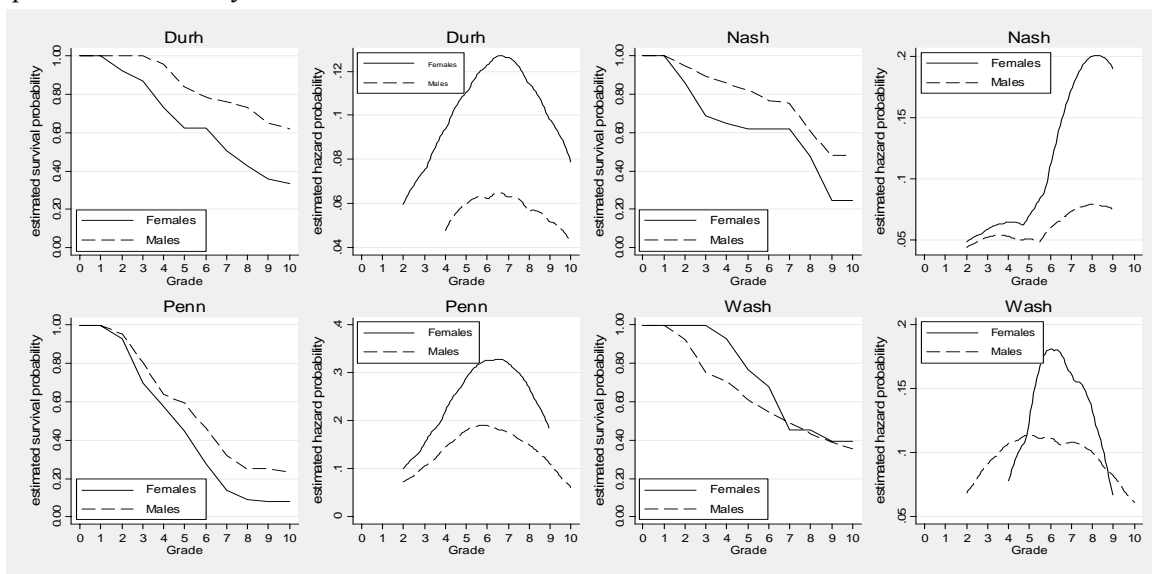 Durh
estimated survival probability
0.00 0.20 0.40 0.60 0.80 1.00
0 1 2 3 4 5 6 7 8 9 10
Grade
Females
Males
Durh
estimated hazard probability
.04 .06 .08 .1 .12
0 1 2 3 4 5 6 7 8 9 10
Grade
Females
Males
Nash
estimated survival probability
0.00 0.20 0.40 0.60 0.80 1.00
0 1 2 3 4 5 6 7 8 9 10
Grade
Females
Males
Nash
estimated hazard probability
.05 .1 .15 .2
0 1 2 3 4 5 6 7 8 9 10
Grade
Females
Males
Penn
estimated survival probability
0.00 0.20 0.40 0.60 0.80 1.00
0 1 2 3 4 5 6 7 8 9 10
Grade
Females
Males
Penn
estimated hazard probability
0 .1 .2 .3 .4
0 1 2 3 4 5 6 7 8 9 10
Grade
Females
Males
Wash
estimated survival probability
0.00 0.20 0.40 0.60 0.80 1.00
0 1 2 3 4 5 6 7 8 9 10
Grade
Females
Males
Wash
estimated hazard probability
.05 .1 .15 .2
0 1 2 3 4 5 6 7 8 9 10
Grade
Females
Males